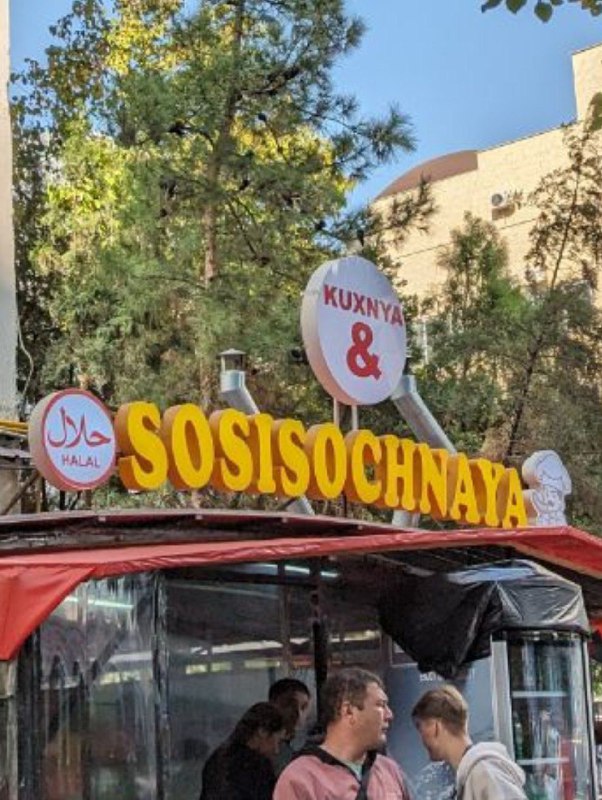 KUXNYA
&
حلال
HALAL
SOSISOCHNAYA